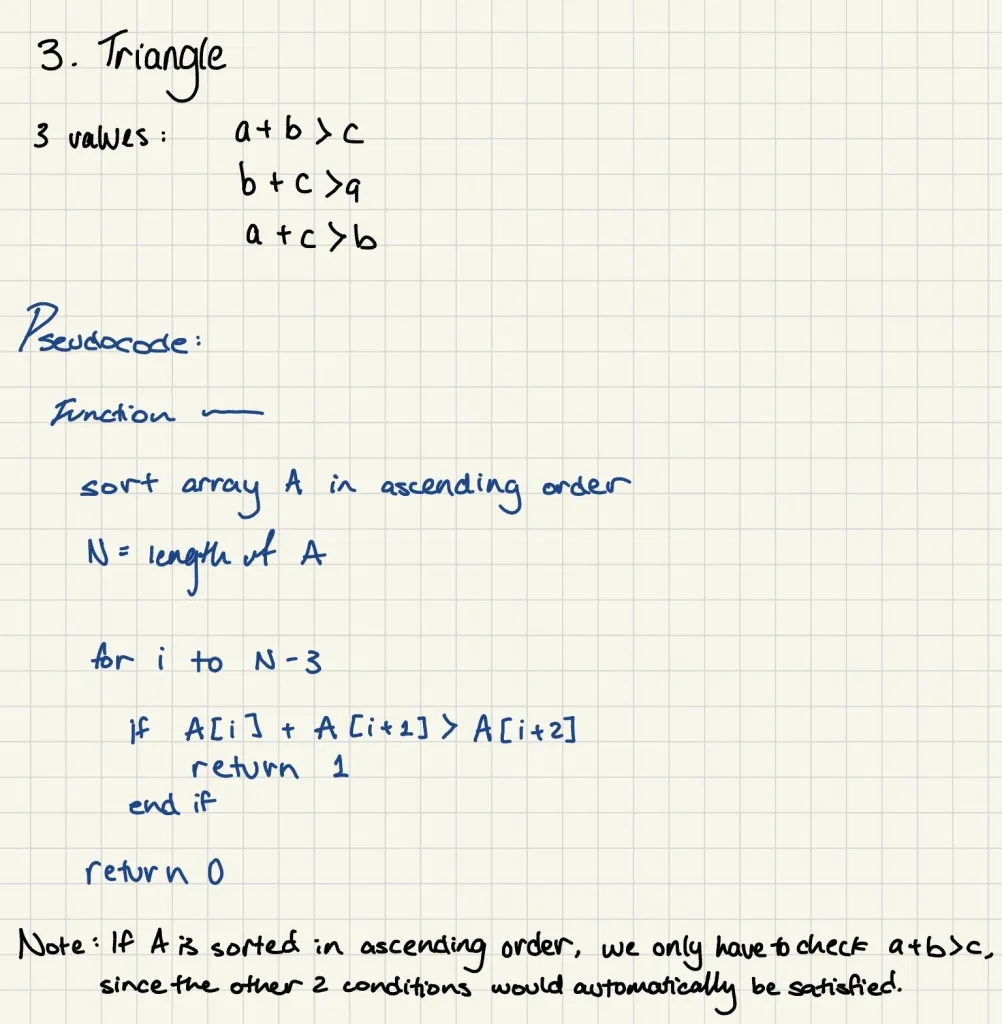 3. Triangle
3 values: a+b>c
b+c>a
a+c>b
Pseudocode:
Function —
sort array A in ascending order
N = length of A
for i to N-3
if A[i] + A[i+1] > A[i+2]
return 1
end if
return 0
Note: If A is sorted in ascending order, we only have to check a+b>c,
since the other 2 conditions would automatically be satisfied.